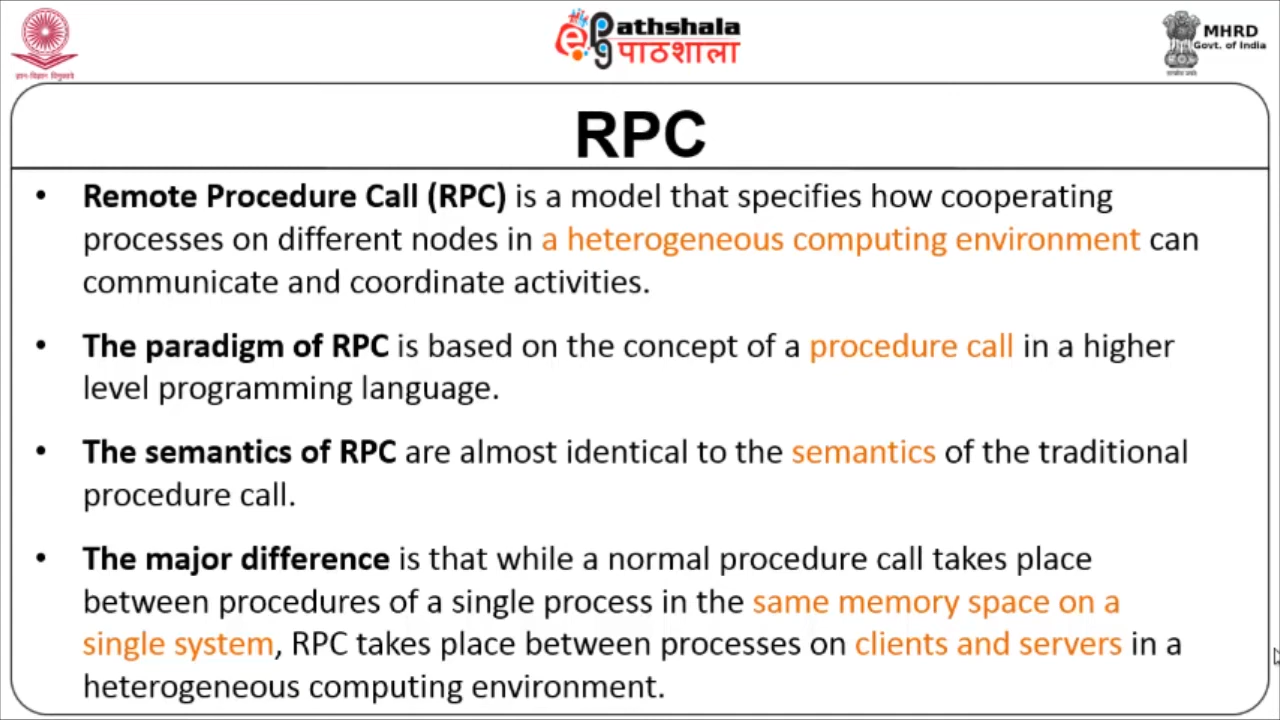 ज्ञान-विज्ञान विमुक्तये
ePathshala
पाठशाला
MHRD
Govt. of India
सत्यमेव जयते
RPC
• Remote Procedure Call (RPC) is a model that specifies how cooperating
processes on different nodes in a heterogeneous computing environment can
communicate and coordinate activities.
• The paradigm of RPC is based on the concept of a procedure call in a higher
level programming language.
• The semantics of RPC are almost identical to the semantics of the traditional
procedure call.
• The major difference is that while a normal procedure call takes place
between procedures of a single process in the same memory space on a
single system, RPC takes place between processes on clients and servers in a
heterogeneous computing environment.